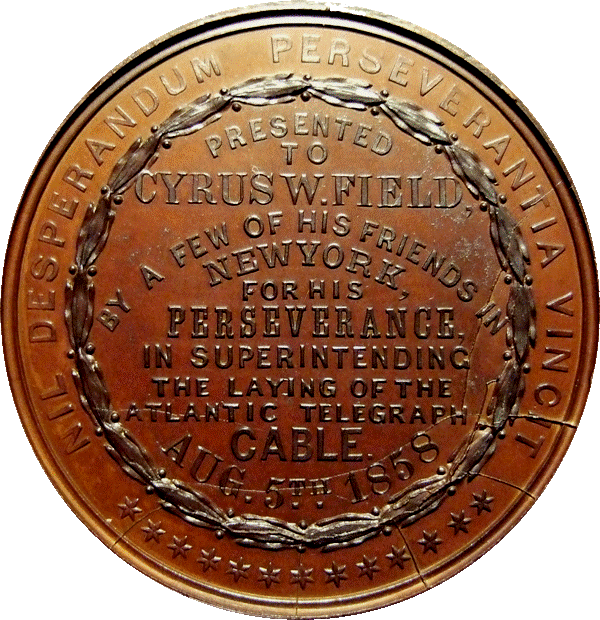 NIL DESPERANDUM PERSEVERANTIA VINCIT
PRESENTED
TO
CYRUS W. FIELD,
BY A FEW OF HIS FRIENDS IN
NEW YORK,
FOR HIS
PERSEVERANCE,
IN SUPERINTENDING
THE LAYING OF THE
ATLANTIC TELEGRAPH
CABLE.
AUG. 5TH. 1858